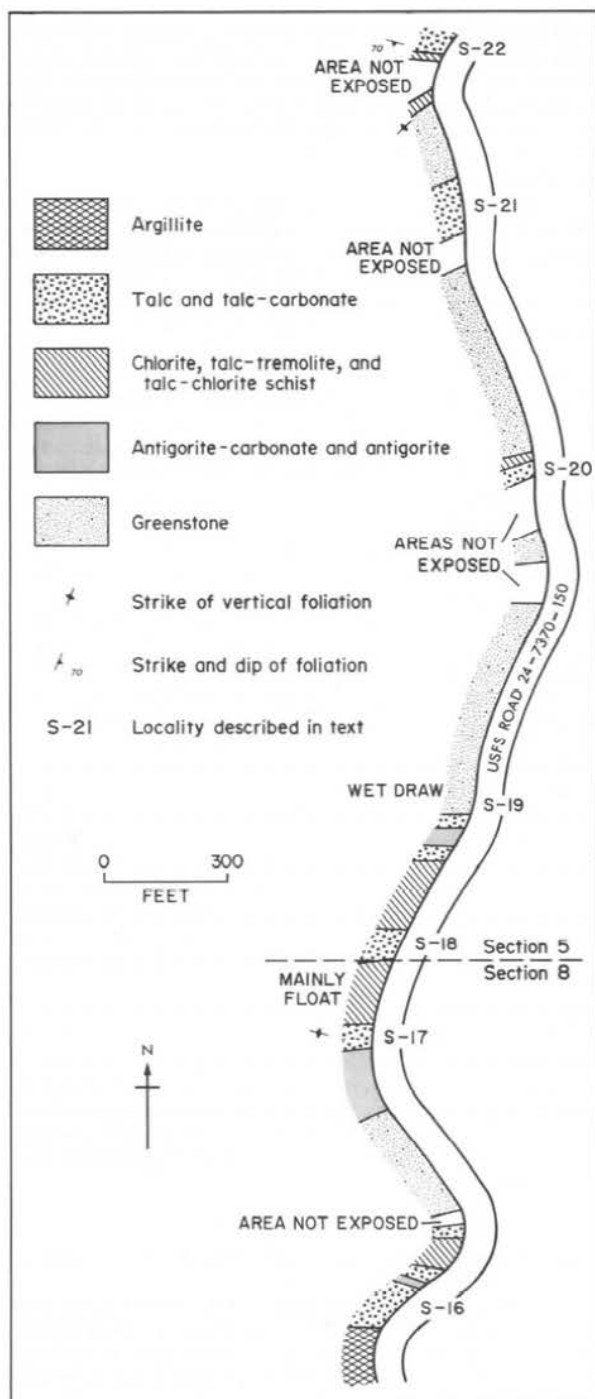 S-22
70
AREA NOT
EXPOSED
S-21
AREA NOT
EXPOSED
Argillite
Talc and talc-carbonate
Chlorite, talc-tremolite, and
talc-chlorite schist
Antigorite-carbonate and antigorite
Greenstone
Strike of vertical foliation
70
Strike and dip of foliation
S-21
Locality described in text
S-20
AREAS NOT
EXPOSED
USFS ROAD 24-7370-150
WET DRAW
S-19
0
300
FEET
S-18
Section 5
Section 8
MAINLY
FLOAT
S-17
N
AREA NOT EXPOSED
S-16